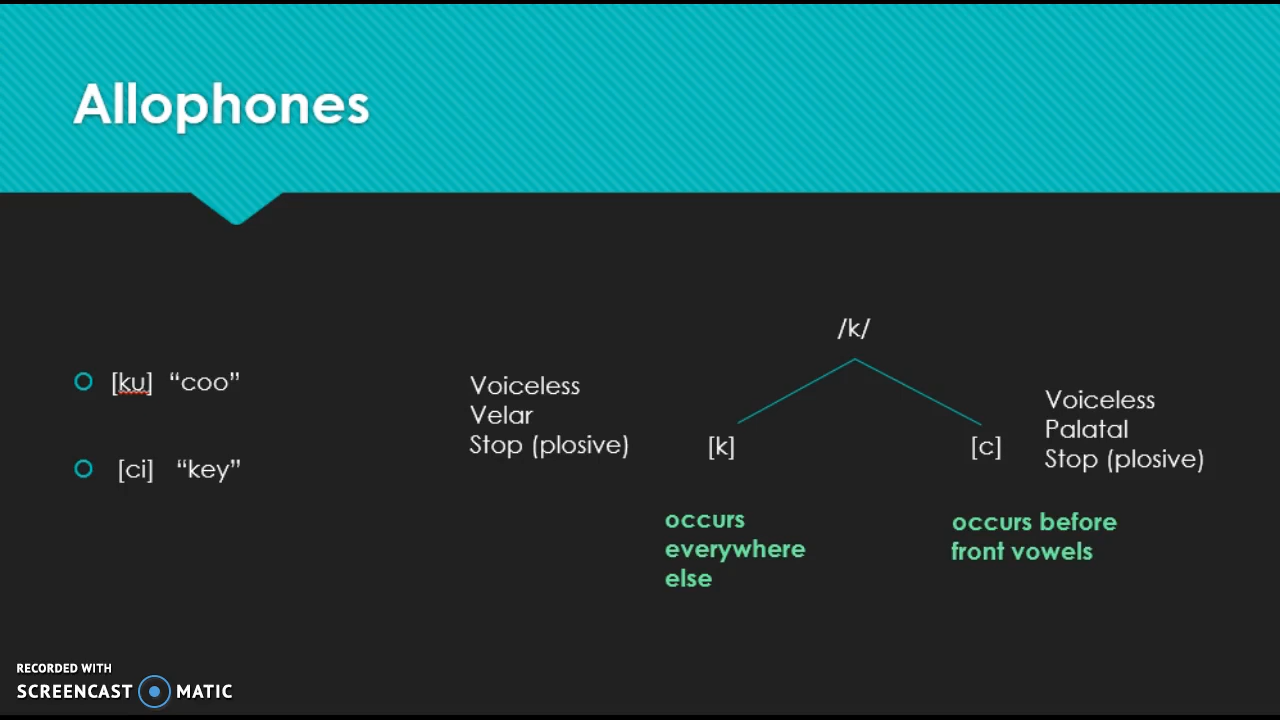 Allophones
[ku] “coo”
[ci] “key”
/k/
Voiceless
Velar
Stop (plosive)
[k]
[c]
Voiceless
Palatal
Stop (plosive)
occurs
everywhere
else
occurs before
front vowels
RECORDED WITH
SCREENCAST MATIC